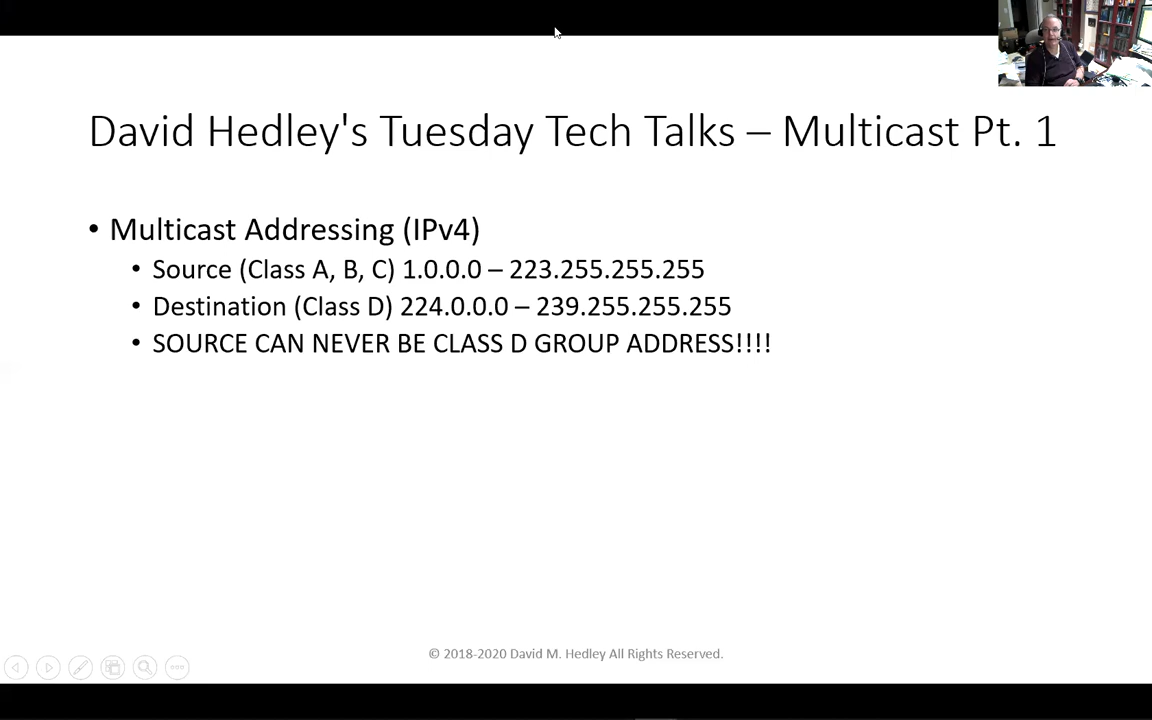 David Hedley's Tuesday Tech Talks – Multicast Pt. 1
• Multicast Addressing (IPv4)
• Source (Class A, B, C) 1.0.0.0 – 223.255.255.255
• Destination (Class D) 224.0.0.0 – 239.255.255.255
• SOURCE CAN NEVER BE CLASS D GROUP ADDRESS!!!!
© 2018-2020 David M. Hedley All Rights Reserved.